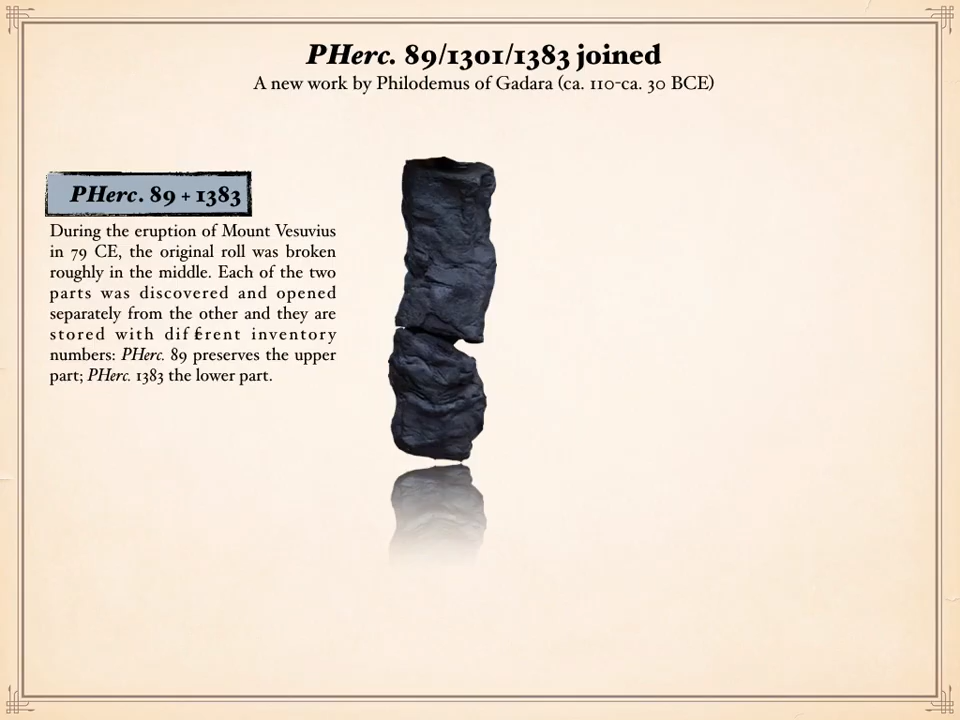 PHerc. 89/1301/1383 joined
A new work by Philodemus of Gadara (ca. 110-ca. 30 BCE)
PHerc. 89 + 1383
During the eruption of Mount Vesuvius
in 79 CE, the original roll was broken
roughly in the middle. Each of the two
parts was discovered and opened
separately from the other and they are
stored with different inventory
numbers: PHerc. 89 preserves the upper
part; PHerc. 1383 the lower part.